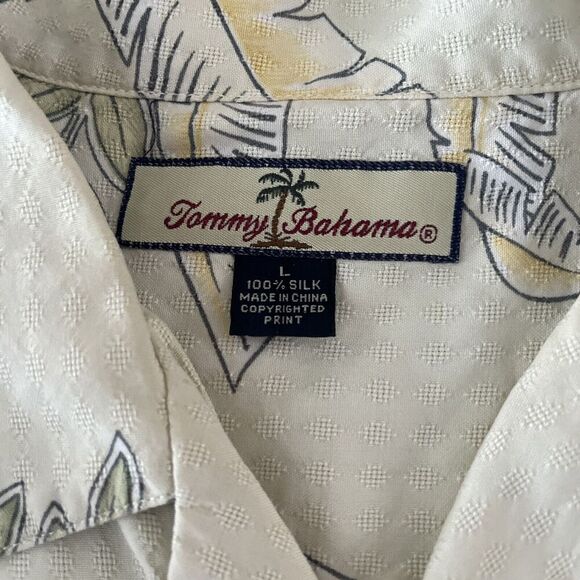 Tommy Bahama®
L
100% SILK
MADE IN CHINA
COPYRIGHTED
PRINT